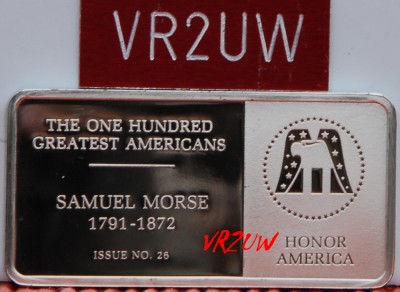 VR2UW
THE ONE HUNDRED
GREATEST AMERICANS
SAMUEL MORSE
1791-1872
ISSUE NO. 26
VR2UW
HONOR
AMERICA